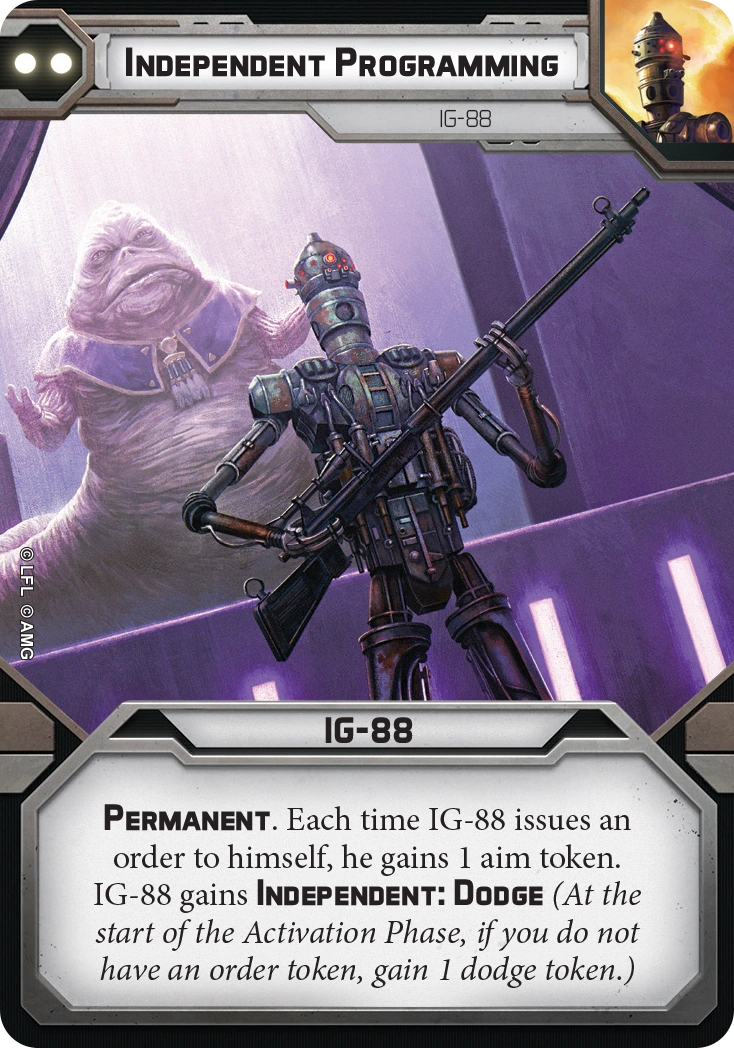 INDEPENDENT PROGRAMMING
IG-88
©LFL ©AMG
IG-88
PERMANENT. Each time IG-88 issues an
order to himself, he gains 1 aim token.
IG-88 gains INDEPENDENT: DODGE (At the
start of the Activation Phase, if you do not
have an order token, gain 1 dodge token.)